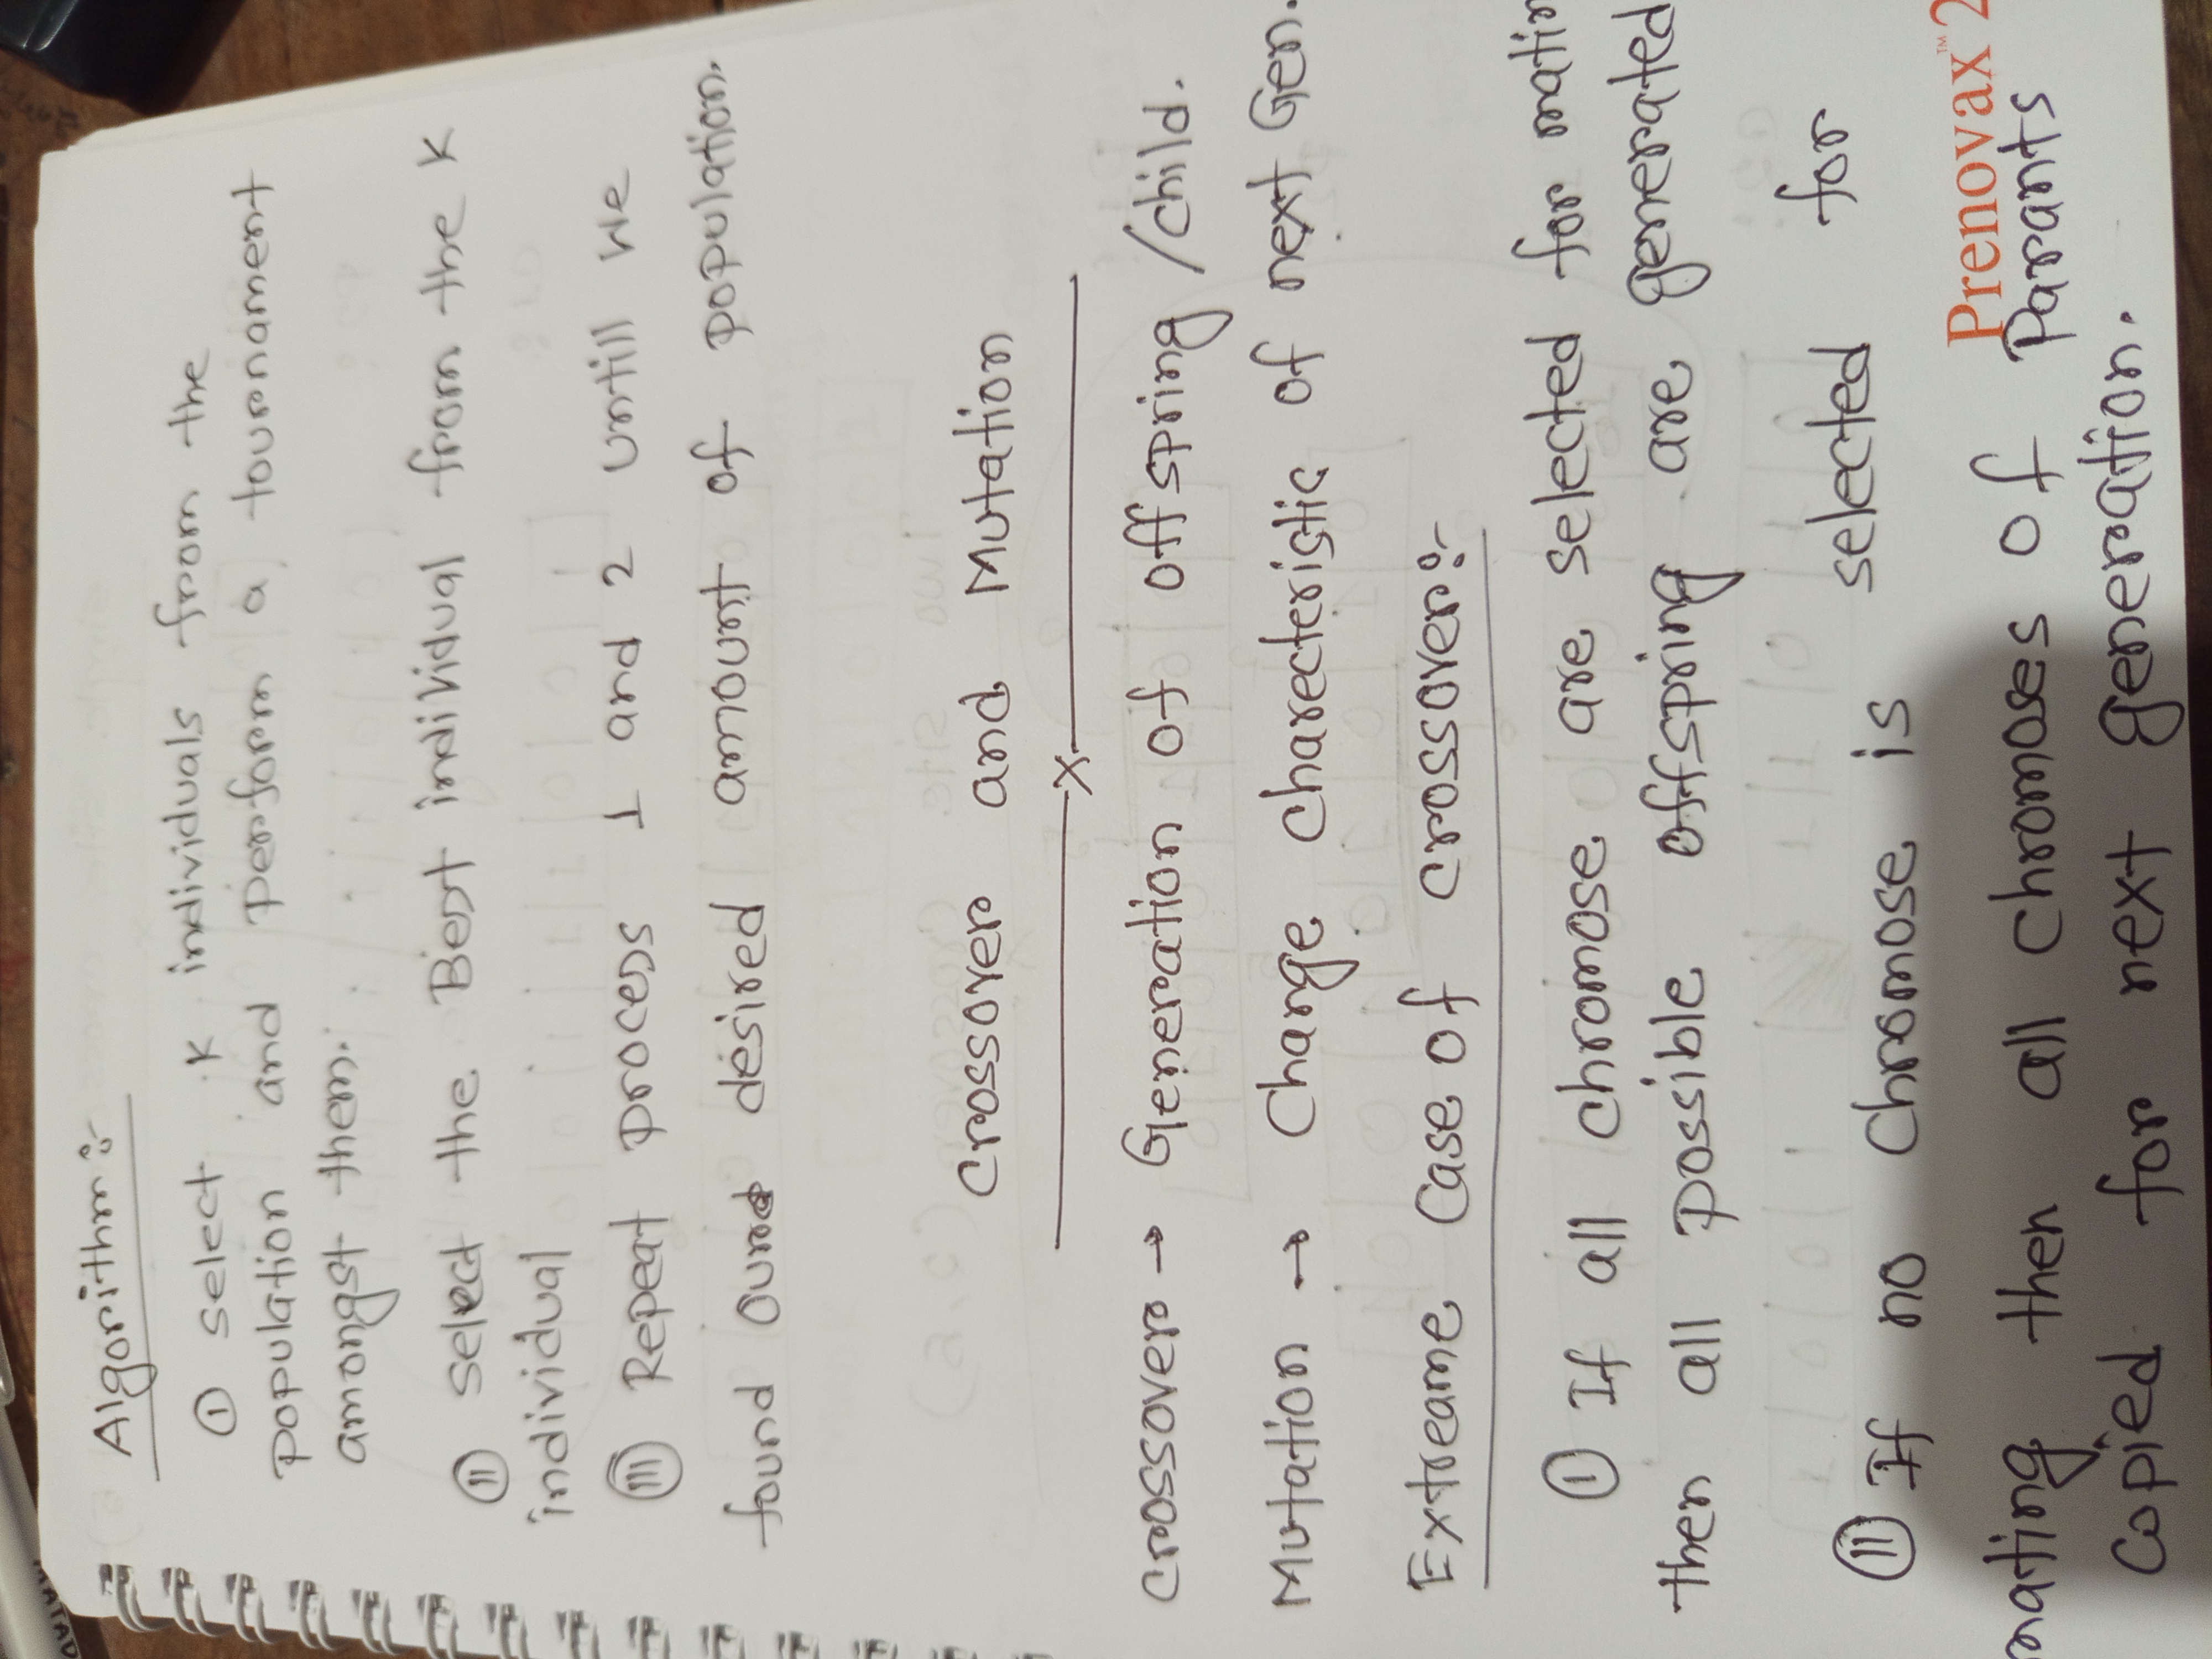 Algorithm :-
① select K individuals from the
population and perform a tournament
amongst them.
② select the Best individual from the K
individual
③ Repeat process 1 and 2 untill we
found our desired amount of population.
crossover and Mutation
x
crossover → Generation of offspring /child.
Mutation → Change charecteristic of next Gen.
Extreame Case of crossover :-
① If all chromose are selected for matin
then all possible offspring are generated
② If no chromose is selected for
Prenovax™ 2
mating then all chromoses of Parants
copied for next generation.